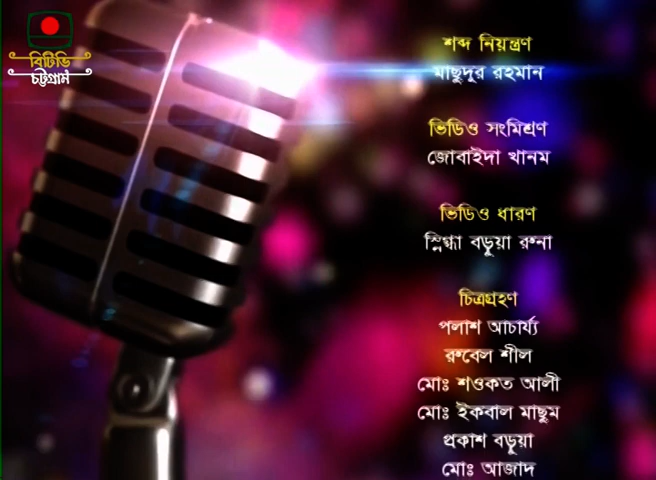 বিটিভি
চট্টগ্রাম
শব্দ নিয়ন্ত্রণ
মাছুদুর রহমান
ভিডিও সংমিশ্রণ
জোবাইদা খানম
ভিডিও ধারণ
স্নিগ্ধা বড়ুয়া রুনা
চিত্রগ্রহণ
পলাশ আচার্য্য
রুবেল শীল
মোঃ শওকত আলী
মোঃ ইকবাল মাছুম
প্রকাশ বড়ুয়া
মোঃ আজাদ